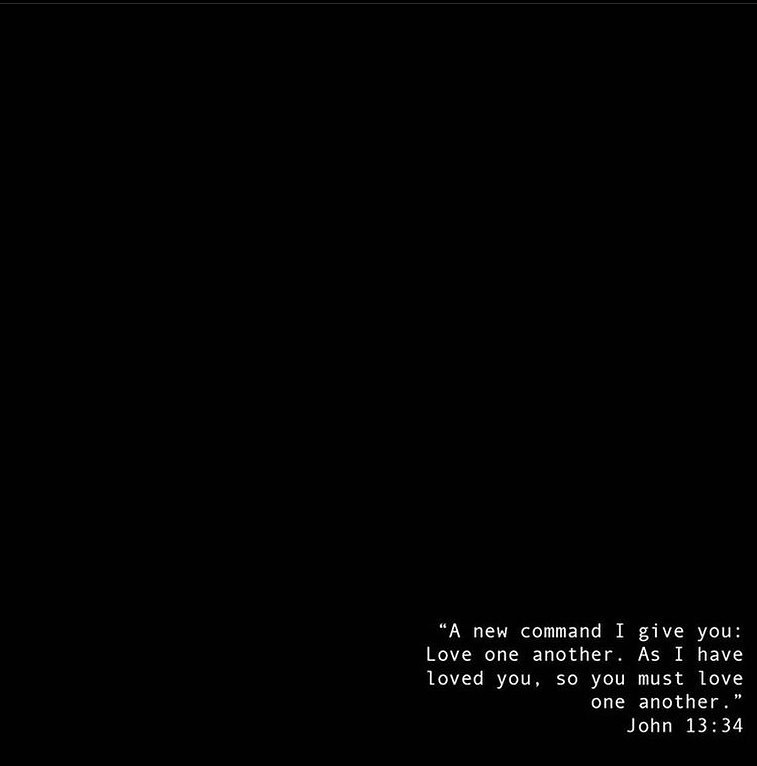 “A new command I give you:
Love one another. As I have
loved you, so you must love
one another.”
John 13:34